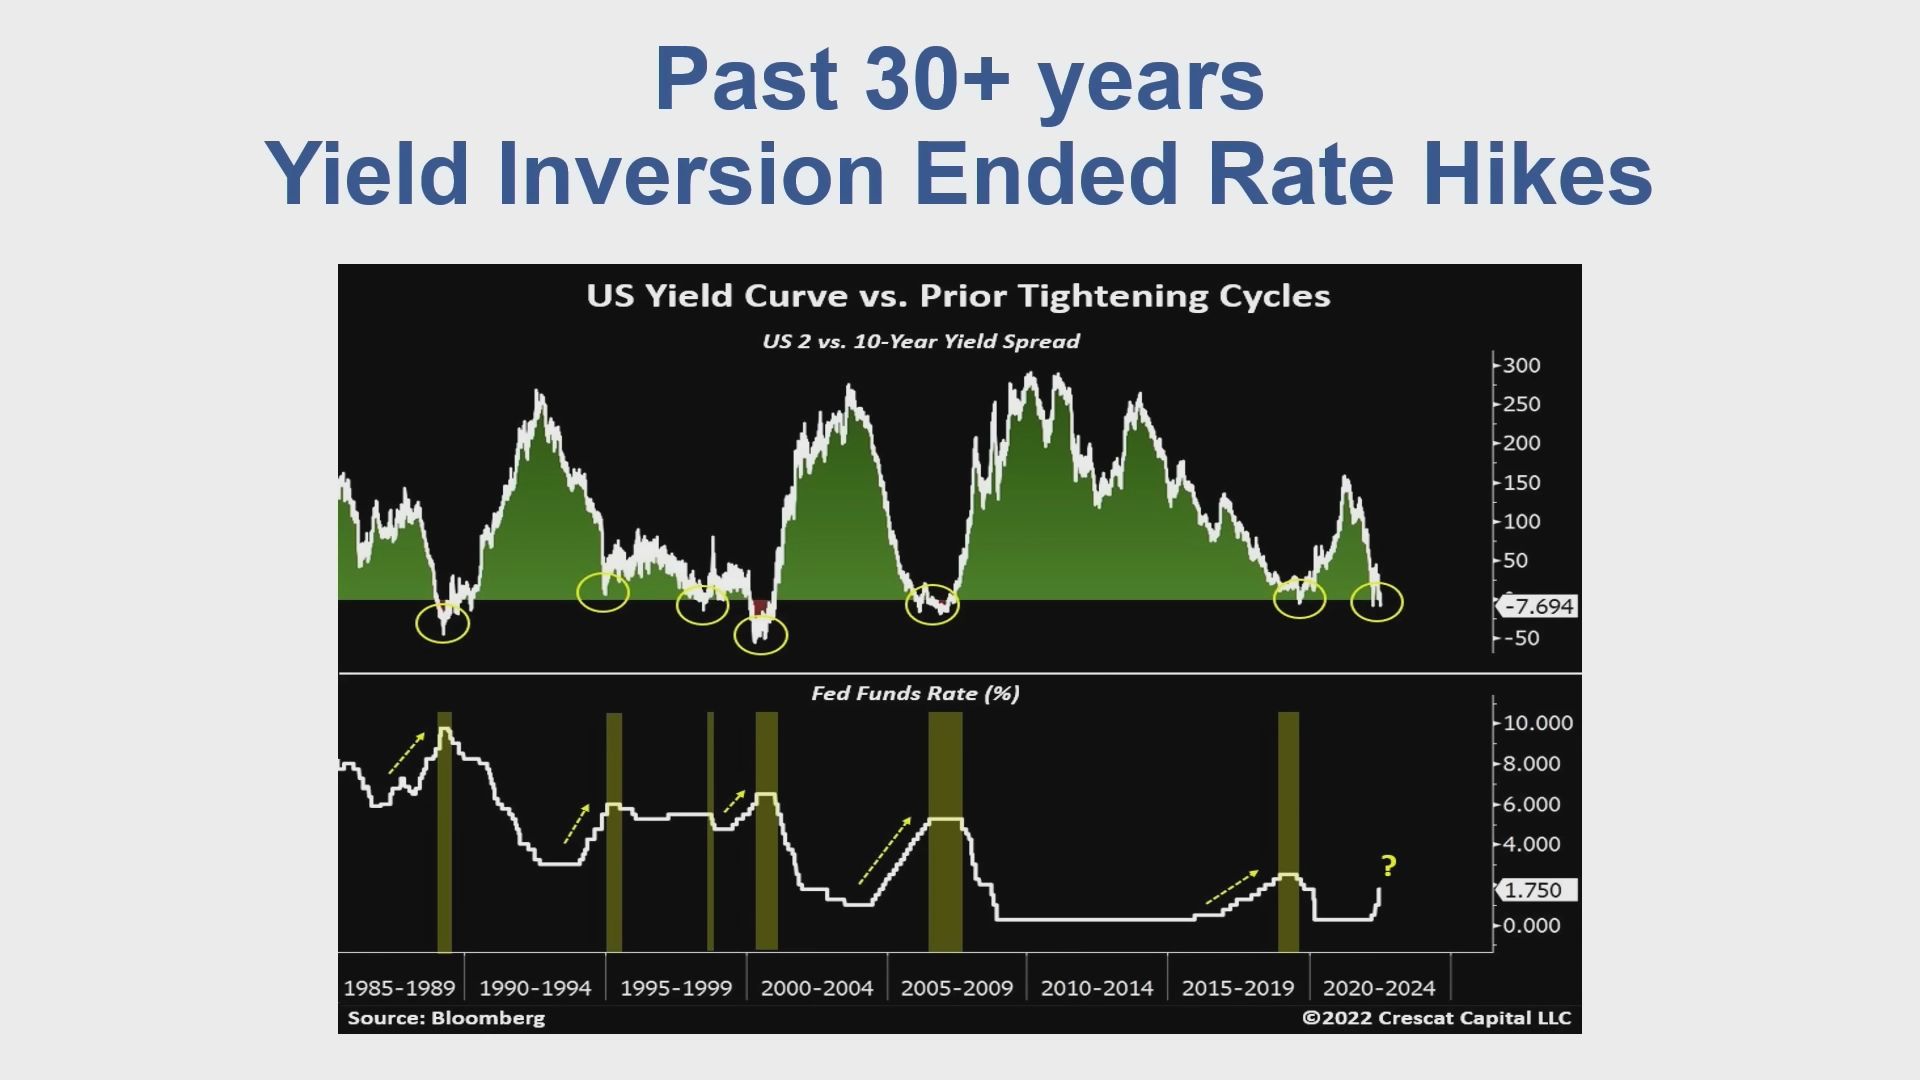 Past 30+ years
Yield Inversion Ended Rate Hikes
US Yield Curve vs. Prior Tightening Cycles
US 2 vs. 10-Year Yield Spread
300
250
200
150
100
50
-7.694
-50
Fed Funds Rate (%)
10.000
8.000
6.000
4.000
?
1.750
0.000
1985-1989 1990-1994 1995-1999 2000-2004 2005-2009 2010-2014 2015-2019 2020-2024
Source: Bloomberg ©2022 Crescat Capital LLC